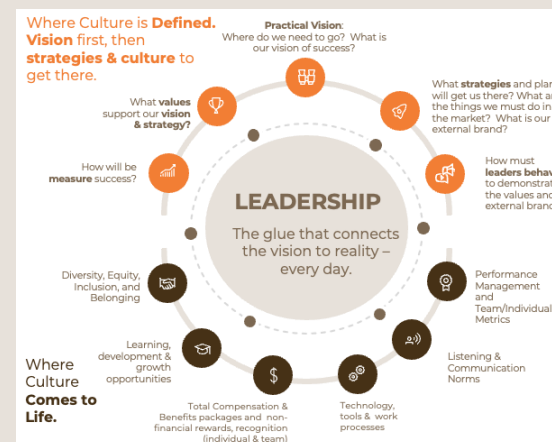 Where Culture is Defined.
Vision first, then
strategies & culture to
get there.
Practical Vision:
Where do we need to go? What is
our vision of success?
What strategies and plan
will get us there? What
the things we must do in
the market? What is our
external brand?
What values
support our vision
& strategy?
How will be
measure success?
How must
leaders
to demonstrat
the values and
external brand
LEADERSHIP
The glue that connects
the vision to reality –
every day.
Diversity, Equity,
Inclusion, and
Belonging
Performance
Management
and
Team/Individual
Metrics
Learning,
development &
growth
opportunities
Listening &
Communication
Norms
Where
Culture
Comes to
Life.
$
Total Compensation &
Benefits packages and non-
financial rewards, recognition
(individual & team)
Technology,
tools & work
processes